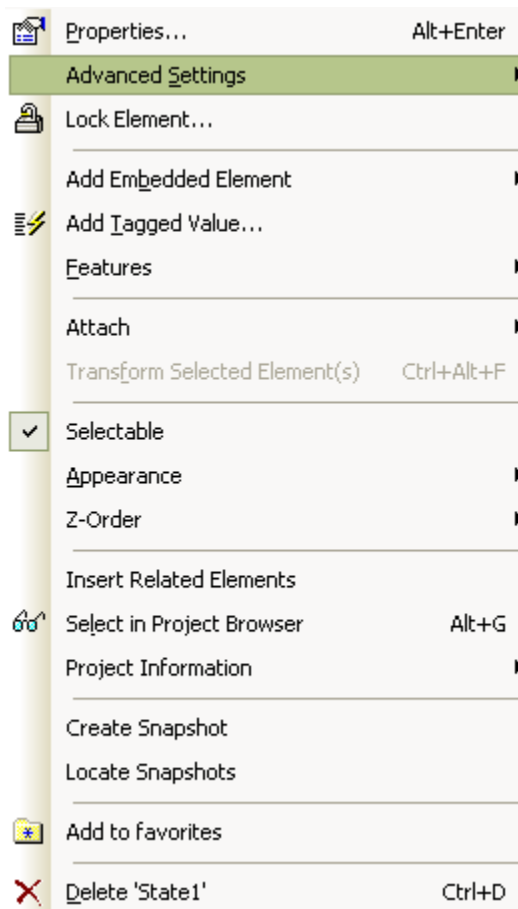 Properties... Alt+Enter
Advanced Settings
Lock Element...
Add Embedded Element
Add Tagged Value...
Features
Attach
Transform Selected Element(s) Ctrl+Alt+F
Selectable
Appearance
Z-Order
Insert Related Elements
Select in Project Browser Alt+G
Project Information
Create Snapshot
Locate Snapshots
Add to favorites
Delete 'State1' Ctrl+D